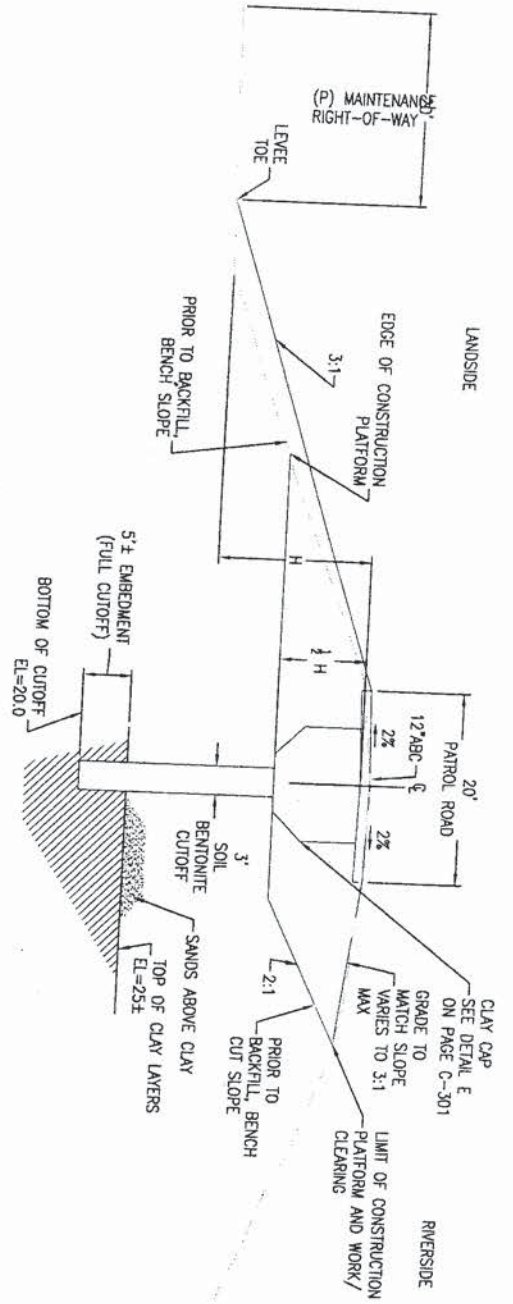 LANDSIDE
RIVERSIDE
(P) MAINTENANCE
RIGHT-OF-WAY
LEVEE
TOE
3:1
EDGE OF CONSTRUCTION
PLATFORM
PRIOR TO BACKFILL,
BENCH SLOPE
H
½ H
20'
PATROL ROAD
12"ABC
℄
2%
2%
CLAY CAP
SEE DETAIL E
ON PAGE C-301
GRADE TO
MATCH SLOPE
VARIES TO 3:1
MAX
LIMIT OF CONSTRUCTION
PLATFORM AND WORK/
CLEARING
2:1
PRIOR TO
BACKFILL, BENCH
CUT SLOPE
3'
SOIL
BENTONITE
CUTOFF
SANDS ABOVE CLAY
TOP OF CLAY LAYERS
EL=25±
5'± EMBEDMENT
(FULL CUTOFF)
BOTTOM OF CUTOFF
EL=20.0